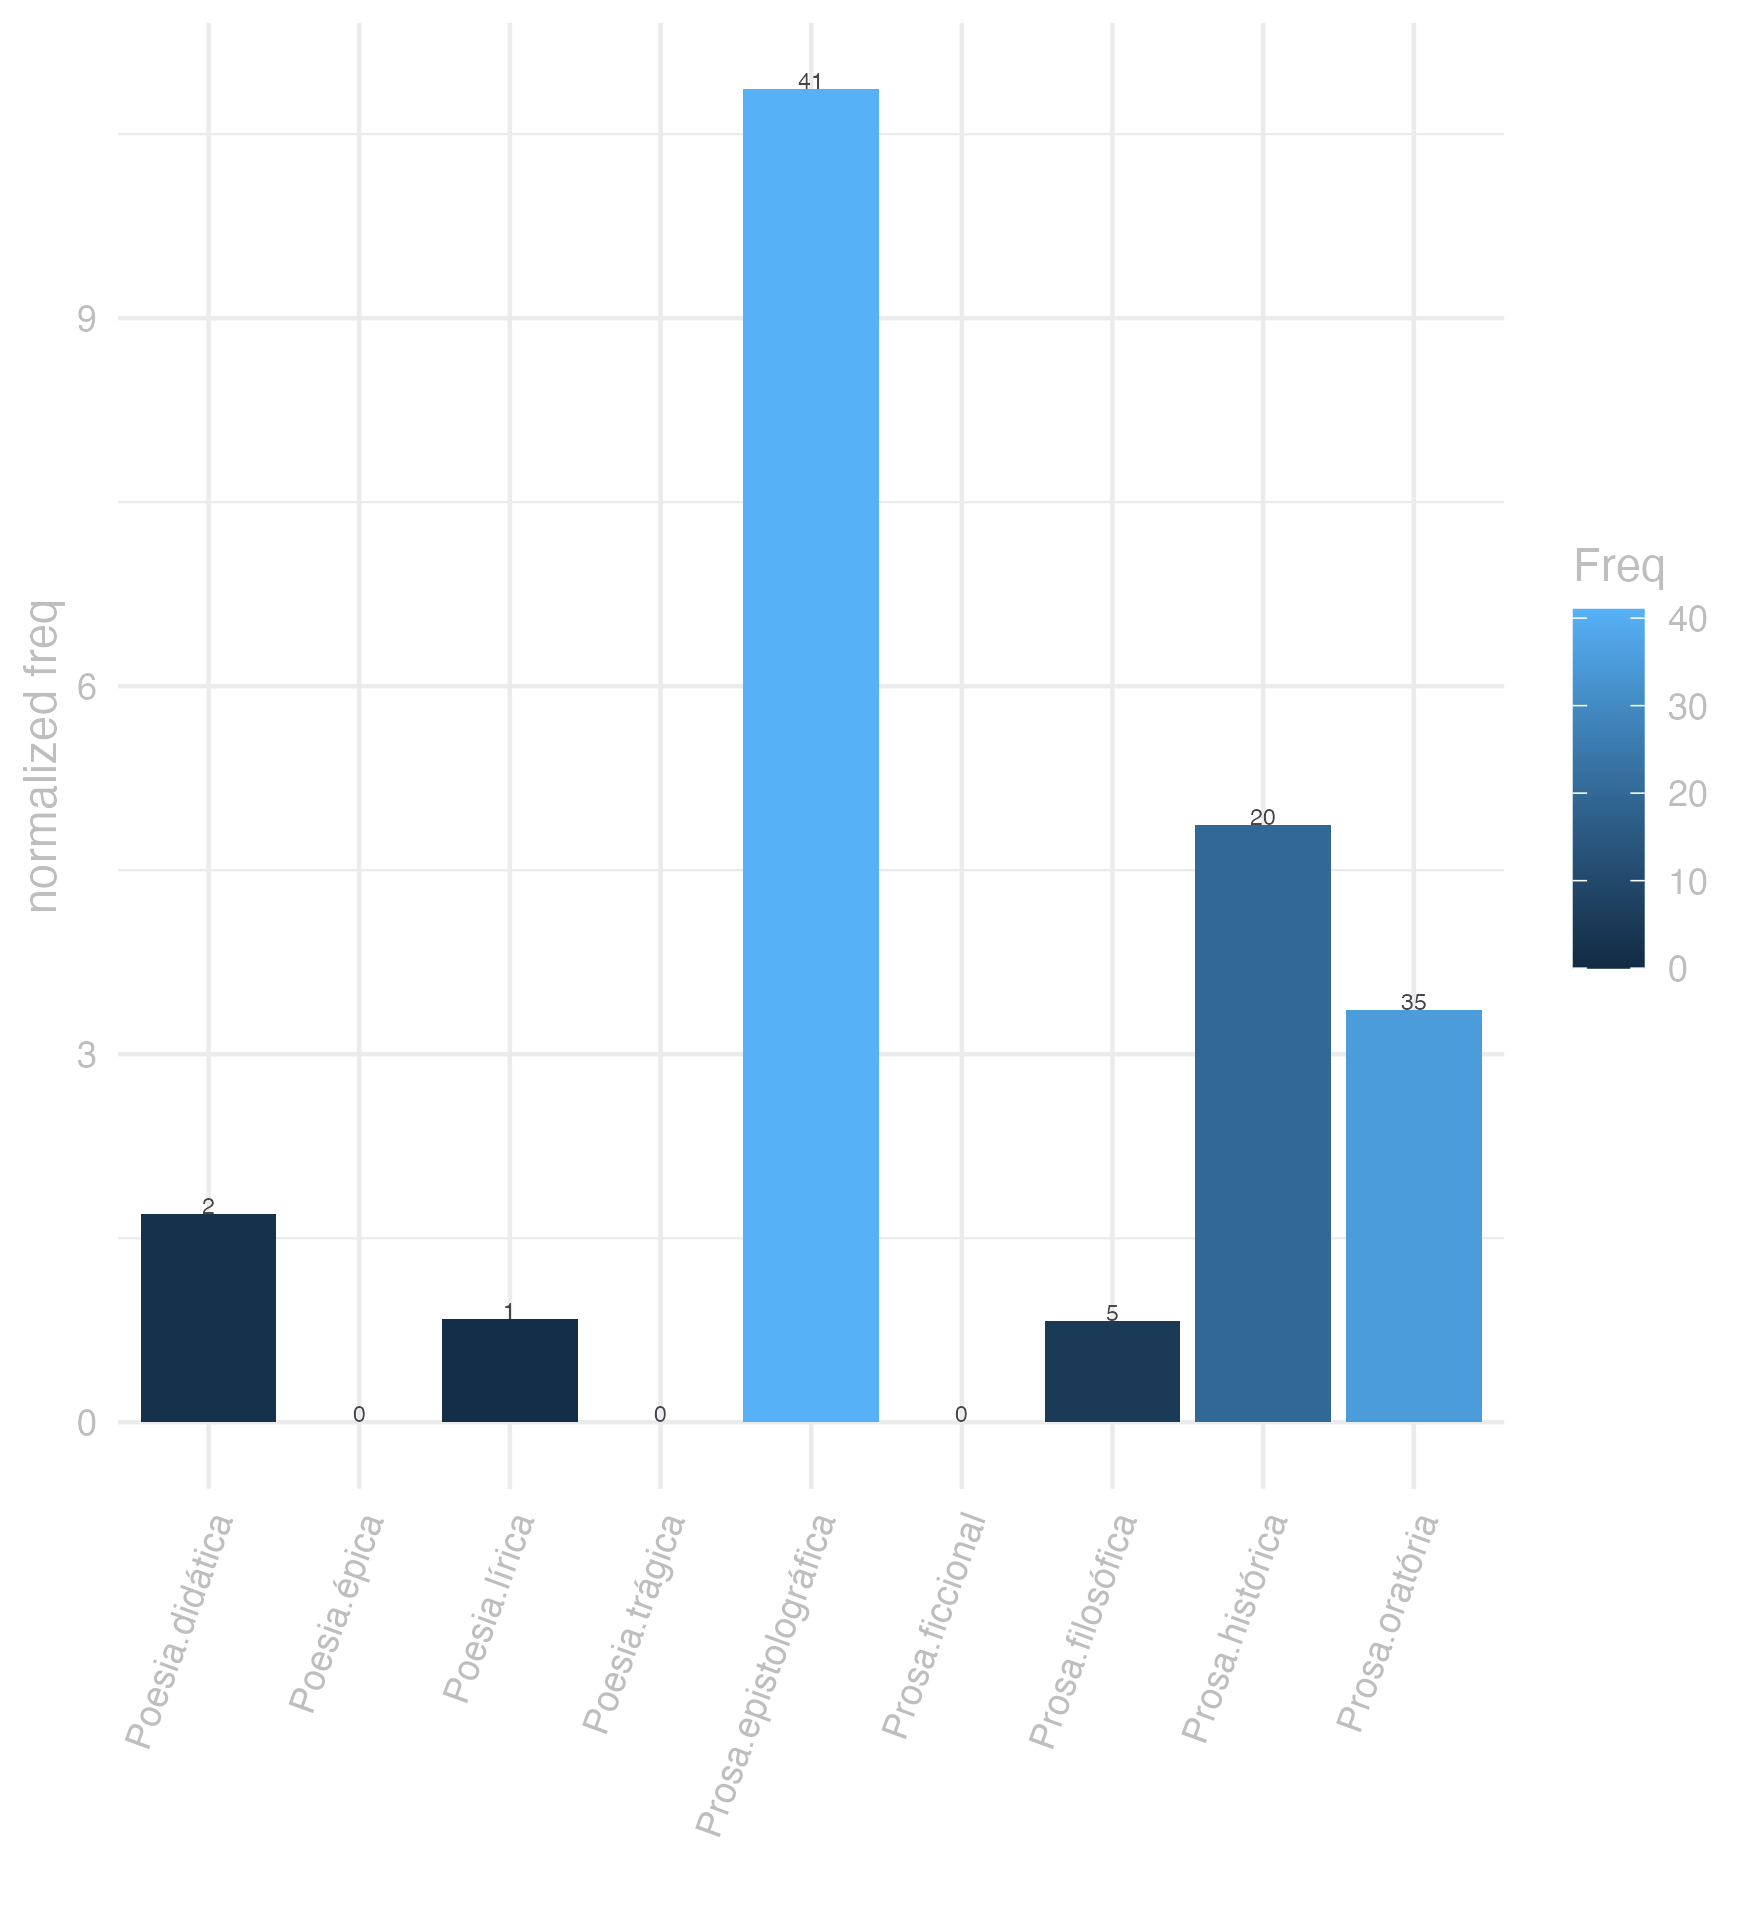 normalized freq
9
6
3
0
2
0
1
0
41
0
5
20
35
Poesia.didática
Poesia.épica
Poesia.lírica
Poesia.trágica
Prosa.epistolográfica
Prosa.ficcional
Prosa.filosófica
Prosa.histórica
Prosa.oratória
Freq
40
30
20
10
0